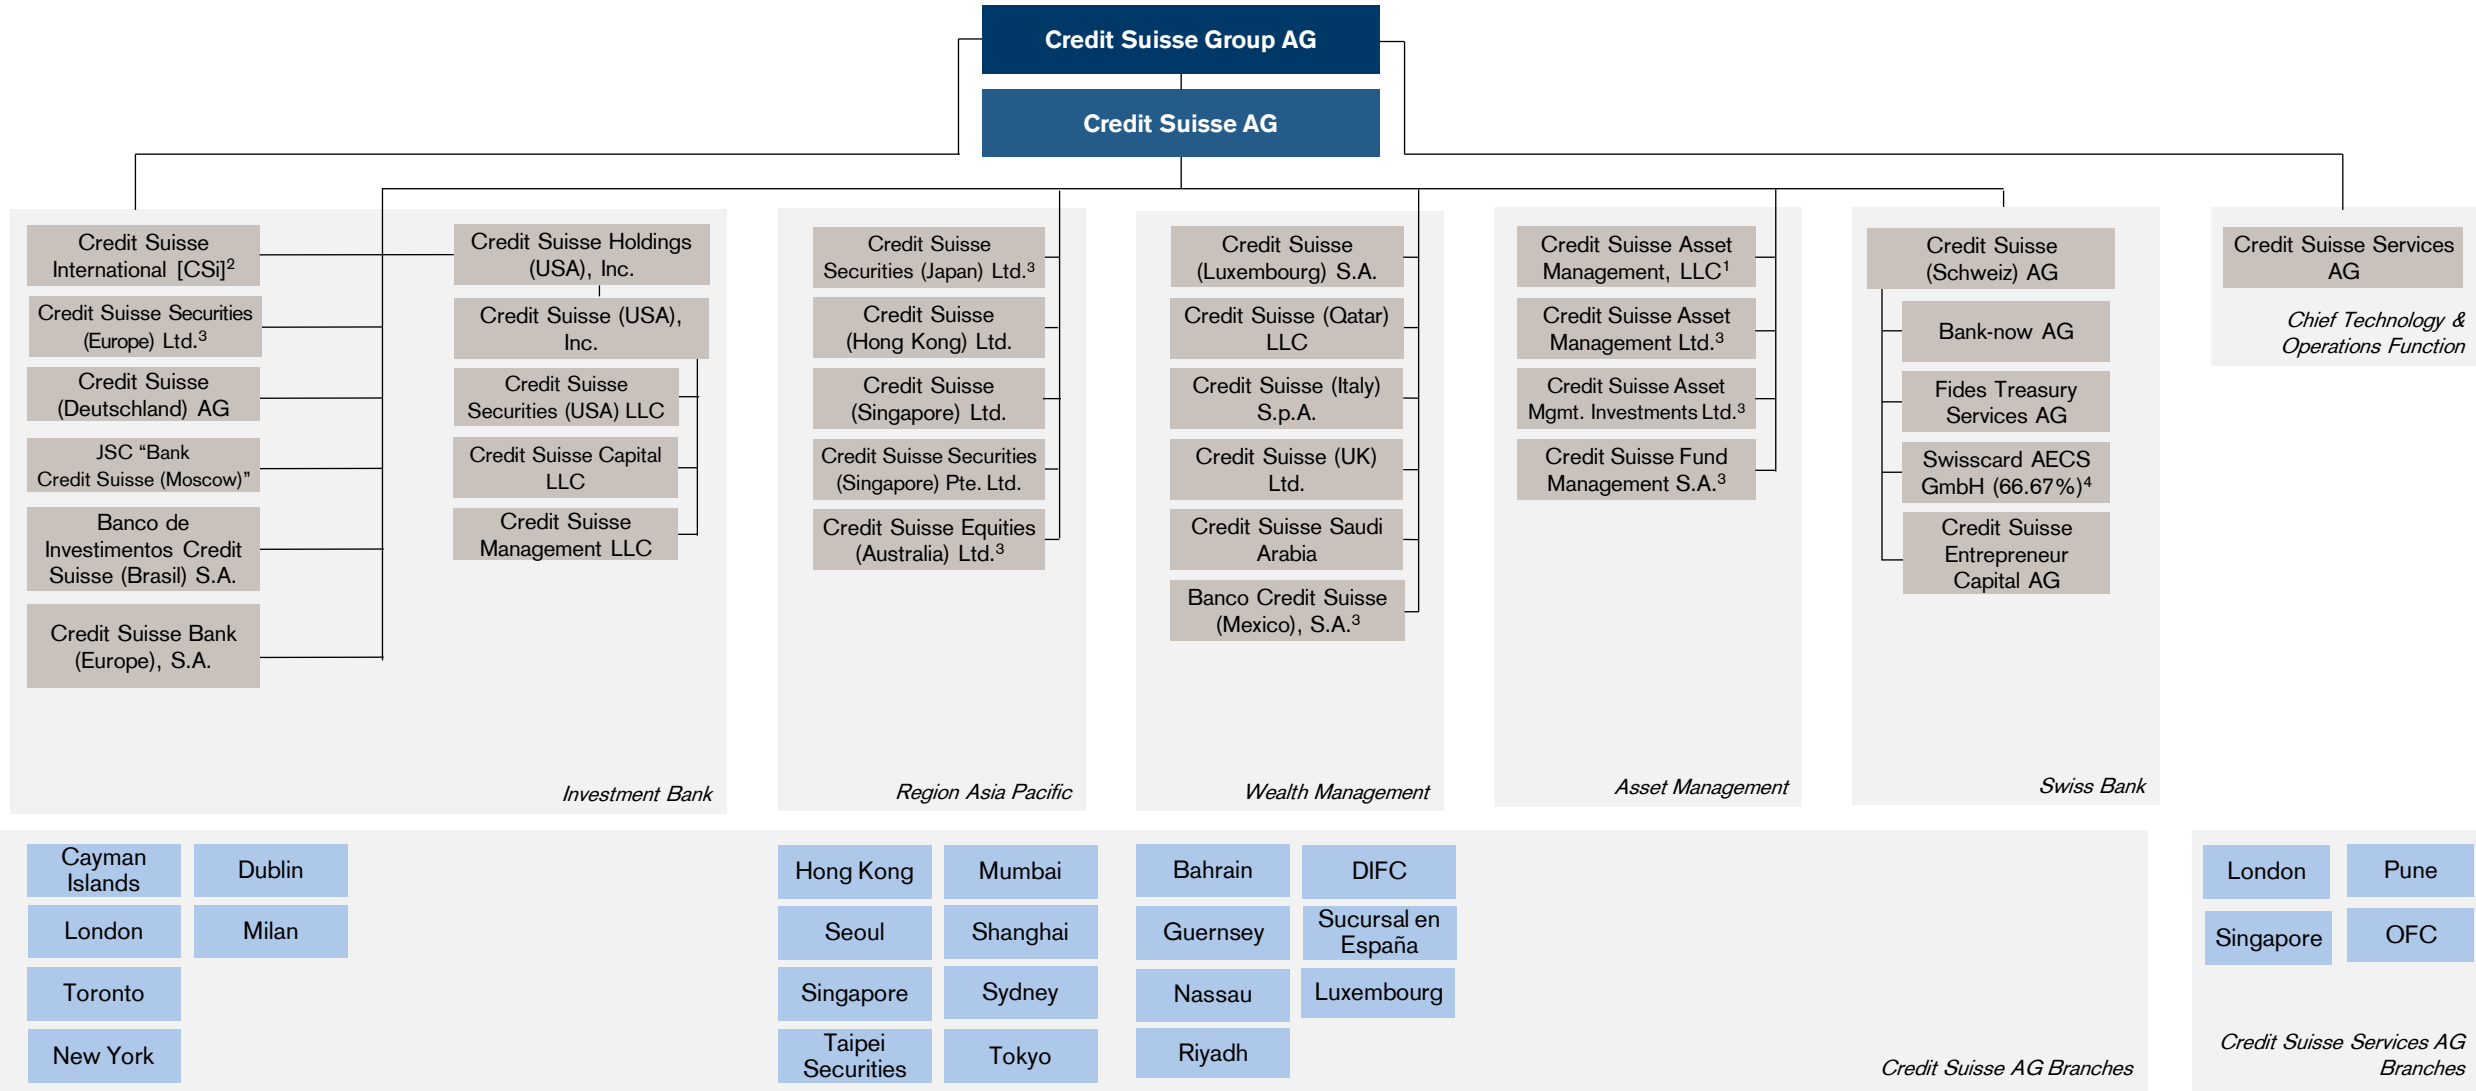 Credit Suisse Group AG
Credit Suisse AG
Credit Suisse
International [CSi]²
Credit Suisse Securities
(Europe) Ltd.³
Credit Suisse
(Deutschland) AG
JSC “Bank
Credit Suisse (Moscow)”
Banco de
Investimentos Credit
Suisse (Brasil) S.A.
Credit Suisse Bank
(Europe), S.A.
Credit Suisse Holdings
(USA), Inc.
Credit Suisse (USA),
Inc.
Credit Suisse
Securities (USA) LLC
Credit Suisse Capital
LLC
Credit Suisse
Management LLC
Investment Bank
Credit Suisse
Securities (Japan) Ltd.³
Credit Suisse
(Hong Kong) Ltd.
Credit Suisse
(Singapore) Ltd.
Credit Suisse Securities
(Singapore) Pte. Ltd.
Credit Suisse Equities
(Australia) Ltd.³
Region Asia Pacific
Credit Suisse
(Luxembourg) S.A.
Credit Suisse (Qatar)
LLC
Credit Suisse (Italy)
S.p.A.
Credit Suisse (UK)
Ltd.
Credit Suisse Saudi
Arabia
Banco Credit Suisse
(Mexico), S.A.³
Wealth Management
Credit Suisse Asset
Management, LLC¹
Credit Suisse Asset
Management Ltd.³
Credit Suisse Asset
Mgmt. Investments Ltd.³
Credit Suisse Fund
Management S.A.³
Asset Management
Credit Suisse
(Schweiz) AG
Bank-now AG
Fides Treasury
Services AG
Swisscard AECS
GmbH (66.67%)⁴
Credit Suisse
Entrepreneur
Capital AG
Swiss Bank
Credit Suisse Services
AG
Chief Technology &
Operations Function
Cayman
Islands
Dublin
London
Milan
Toronto
New York
Hong Kong
Mumbai
Seoul
Shanghai
Singapore
Sydney
Taipei
Securities
Tokyo
Bahrain
DIFC
Guernsey
Sucursal en
España
Nassau
Luxembourg
Riyadh
Credit Suisse AG Branches
London
Pune
Singapore
OFC
Credit Suisse Services AG
Branches